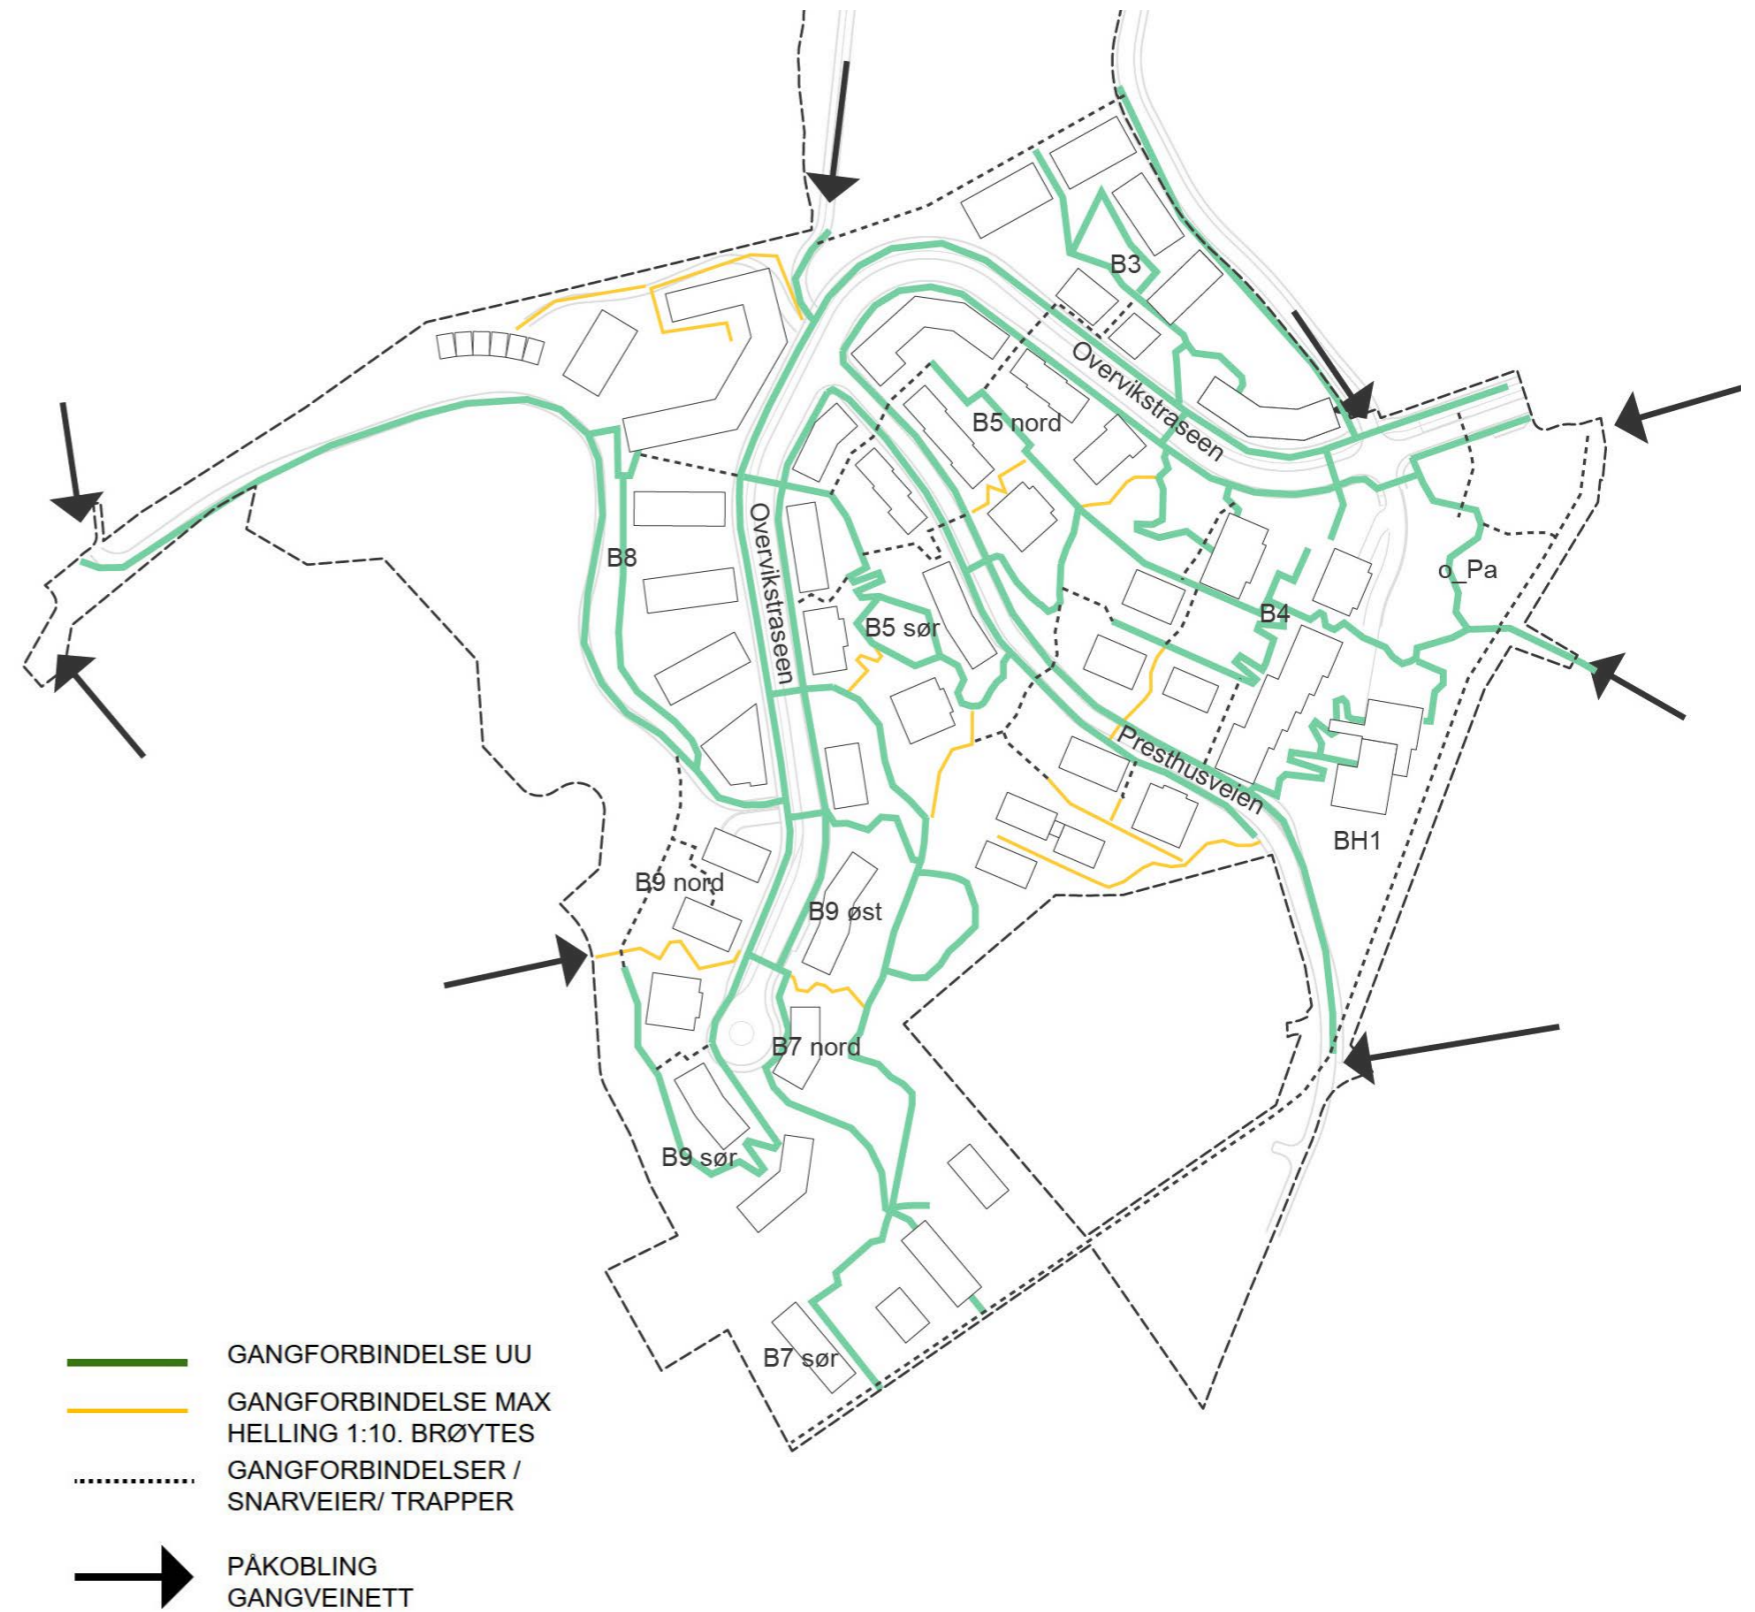 B3
Overvikstraseen
B5 nord
B8
o_Pa
Overvikstraseen
B4
B5 sør
Presthusveien
BH1
B9 nord
B9 øst
B7 nord
B9 sør
B7 sør
GANGFORBINDELSE UU
GANGFORBINDELSE MAX
HELLING 1:10. BRØYTES
GANGFORBINDELSER /
SNARVEIER/ TRAPPER
PÅKOBLING
GANGVEINETT